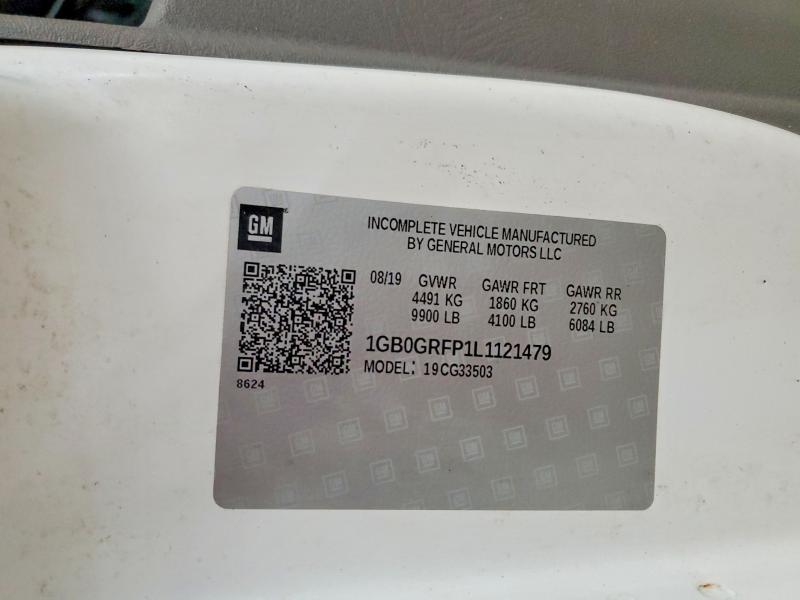 GM
INCOMPLETE VEHICLE MANUFACTURED
BY GENERAL MOTORS LLC
08/19 GVWR GAWR FRT GAWR RR
4491 KG 1860 KG 2760 KG
9900 LB 4100 LB 6084 LB
1GB0GRFP1L1121479
MODEL: 19CG33503
8624